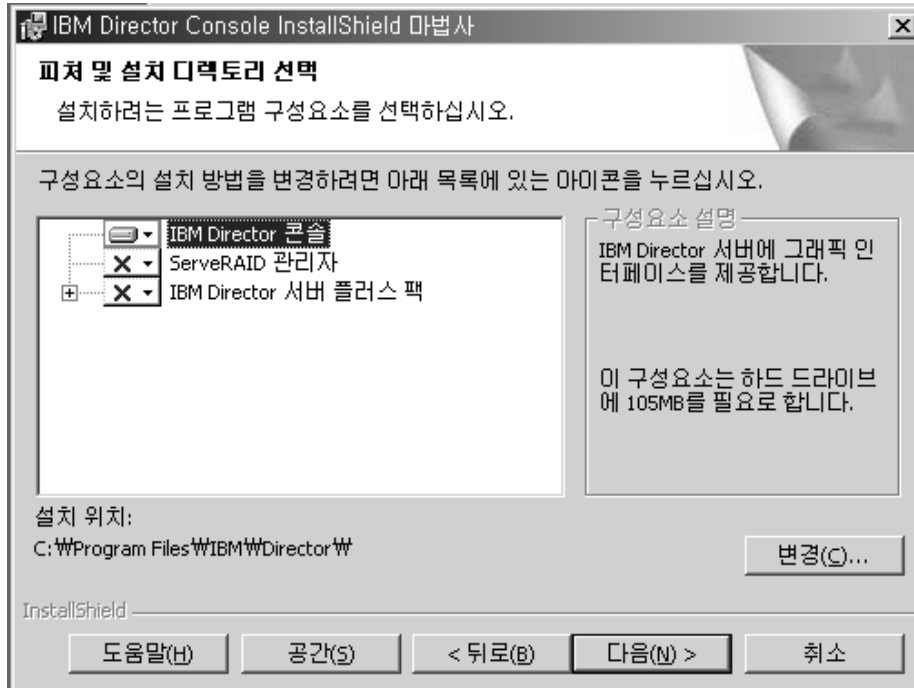 IBM Director Console InstallShield 마법사
피처 및 설치 디렉토리 선택
설치하려는 프로그램 구성요소를 선택하십시오.
구성요소의 설치 방법을 변경하려면 아래 목록에 있는 아이콘을 누르십시오.
IBM Director 콘솔
ServeRAID 관리자
IBM Director 서버 플러스 팩
구성요소 설명
IBM Director 서버에 그래픽 인
터페이스를 제공합니다.
이 구성요소는 하드 드라이브
에 105MB를 필요로 합니다.
설치 위치:
C:₩Program Files₩IBM₩Director₩
변경(C)...
InstallShield
도움말(H) 공간(S) < 뒤로(B) 다음(N) > 취소